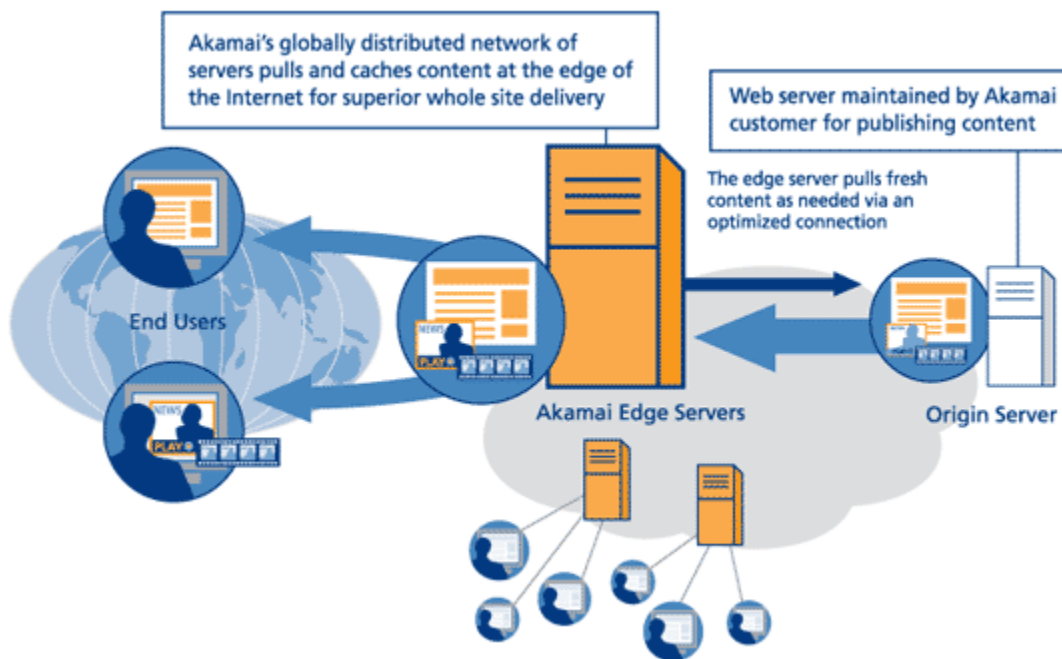 Akamai's globally distributed network of
servers pulls and caches content at the edge of
the Internet for superior whole site delivery
Web server maintained by Akamai
customer for publishing content
The edge server pulls fresh
content as needed via an
optimized connection
End Users
NEWS
PLAY
NEWS
PLAY
Akamai Edge Servers
Origin Server